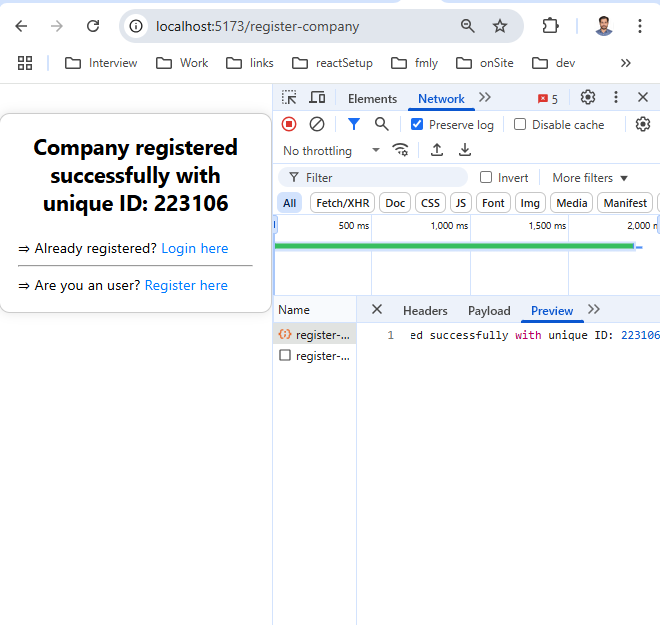 localhost:5173/register-company
Interview Work links reactSetup fmly onSite dev
Company registered
successfully with
unique ID: 223106
⇒ Already registered? Login here
⇒ Are you an user? Register here
Elements Network 5
Preserve log Disable cache
No throttling
Filter Invert More filters
All Fetch/XHR Doc CSS JS Font Img Media Manifest
500 ms 1,000 ms 1,500 ms 2,000 n
Name Headers Payload Preview
register-... 1 ed successfully with unique ID: 223106
register-...